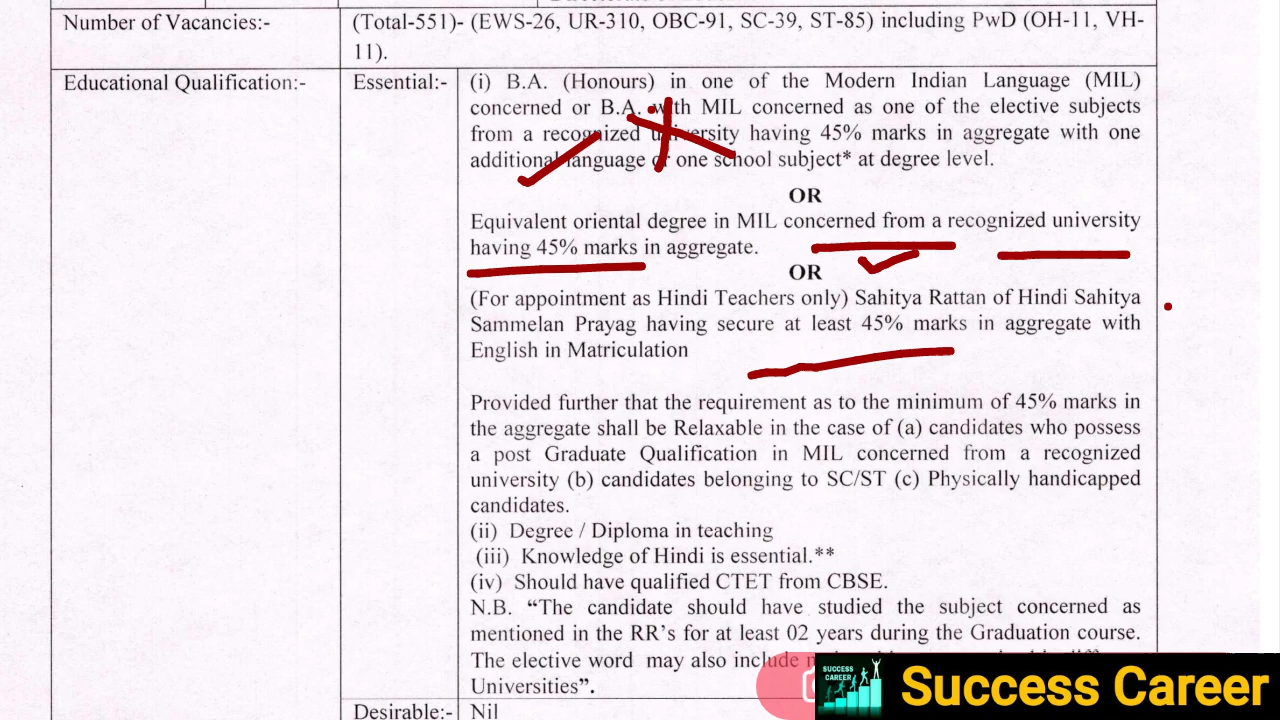 Number of Vacancies:-
(Total-551)- (EWS-26, UR-310, OBC-91, SC-39, ST-85) including PwD (OH-11, VH-
11).
Educational Qualification:-
Essential:-
(i) B.A. (Honours) in one of the Modern Indian Language (MIL)
concerned or B.A. with MIL concerned as one of the elective subjects
from a recognized university having 45% marks in aggregate with one
additional language or one school subject* at degree level.
OR
Equivalent oriental degree in MIL concerned from a recognized university
having 45% marks in aggregate.
OR
(For appointment as Hindi Teachers only) Sahitya Rattan of Hindi Sahitya
Sammelan Prayag having secure at least 45% marks in aggregate with
English in Matriculation
Provided further that the requirement as to the minimum of 45% marks in
the aggregate shall be Relaxable in the case of (a) candidates who possess
a post Graduate Qualification in MIL concerned from a recognized
university (b) candidates belonging to SC/ST (c) Physically handicapped
candidates.
(ii) Degree / Diploma in teaching
(iii) Knowledge of Hindi is essential.**
(iv) Should have qualified CTET from CBSE.
N.B. “The candidate should have studied the subject concerned as
mentioned in the RR's for at least 02 years during the Graduation course.
The elective word may also include
Universities”.
Desirable:-
Nil
SUCCESS
CAREER
Success Career